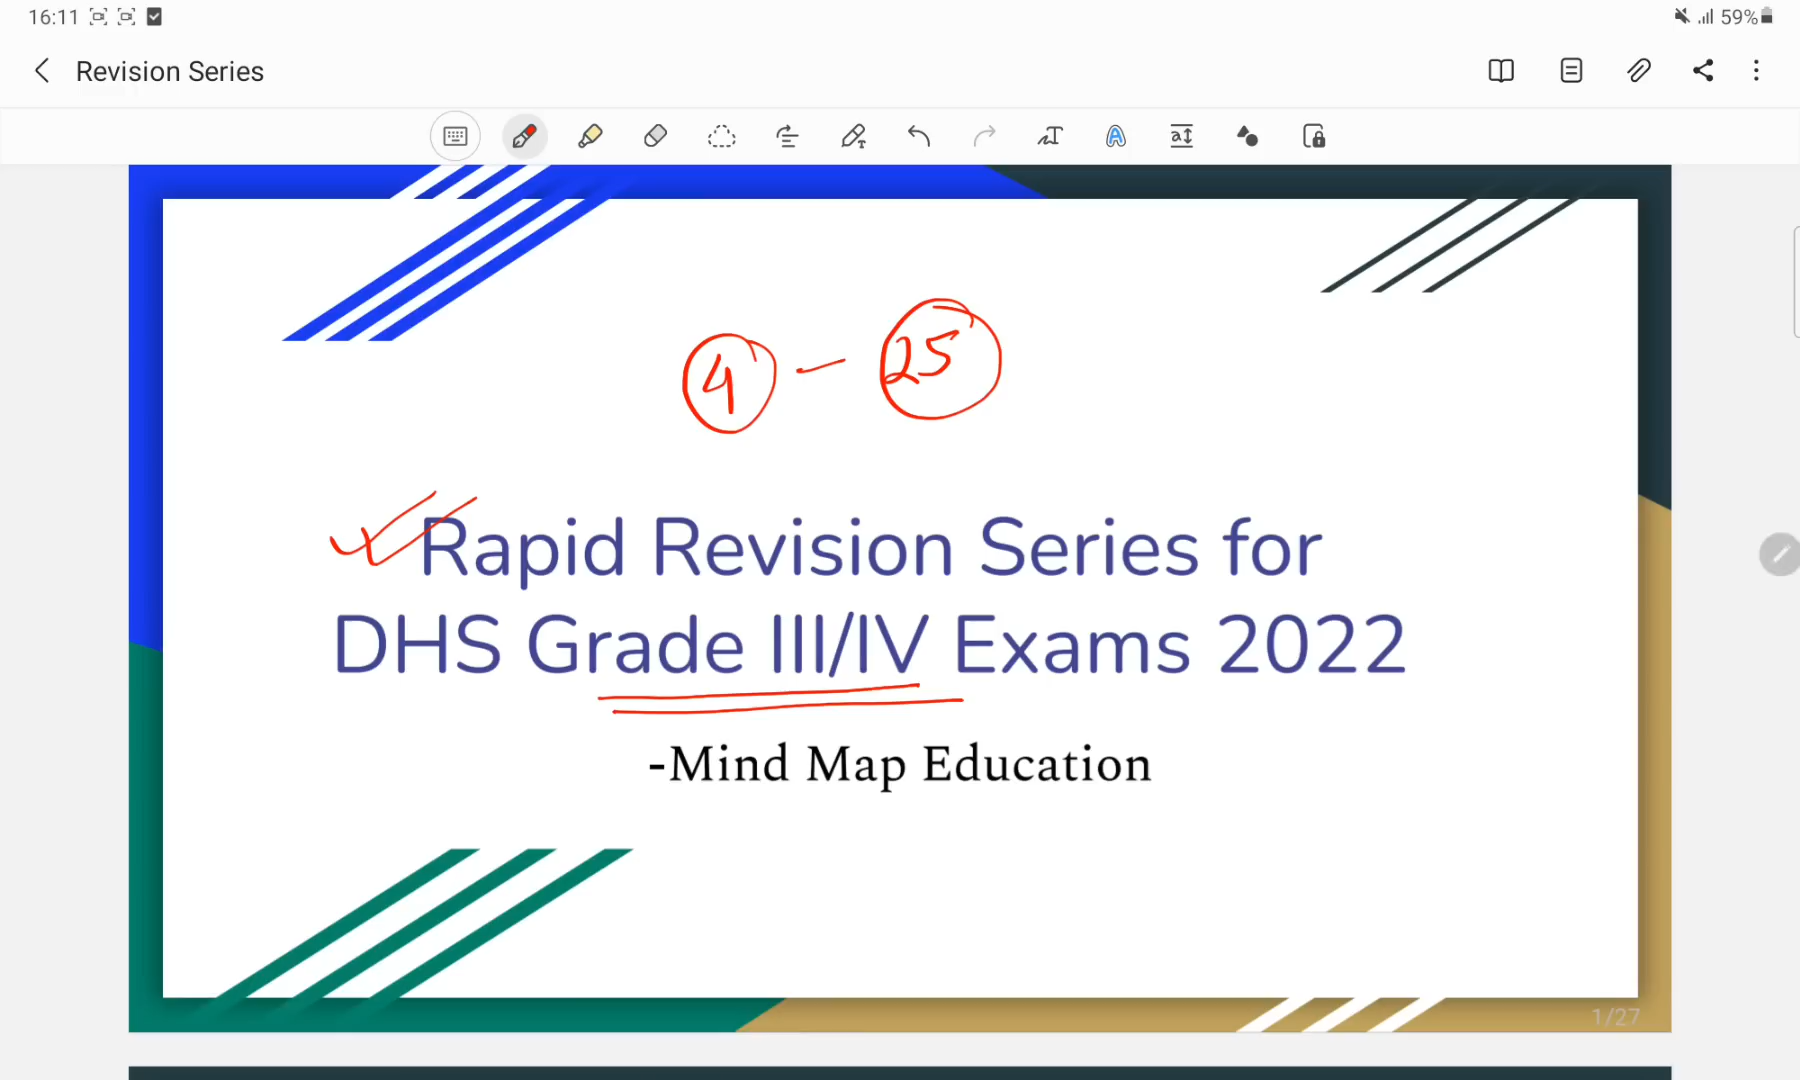 16:11
59%
Revision Series
4 - 25
Rapid Revision Series for
DHS Grade III/IV Exams 2022
-Mind Map Education
1/27